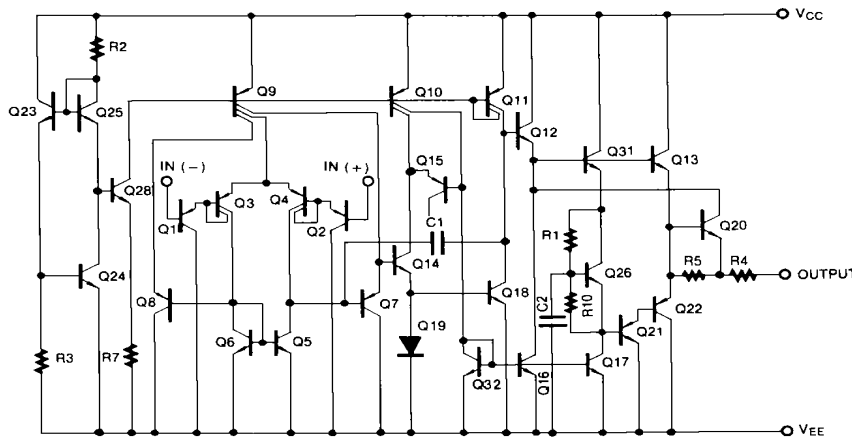 VCC
R2
Q9
Q10
Q11
Q23
Q25
Q12
Q31
Q13
Q15
IN (-)
IN (+)
Q28
Q3
Q4
Q20
Q1
Q2
C1
R1
Q14
Q26
R5
R4
OUTPUT
Q24
Q8
Q7
Q18
C2
R10
Q22
Q19
Q21
Q6
Q5
R3
R7
Q32
Q16
Q17
VEE